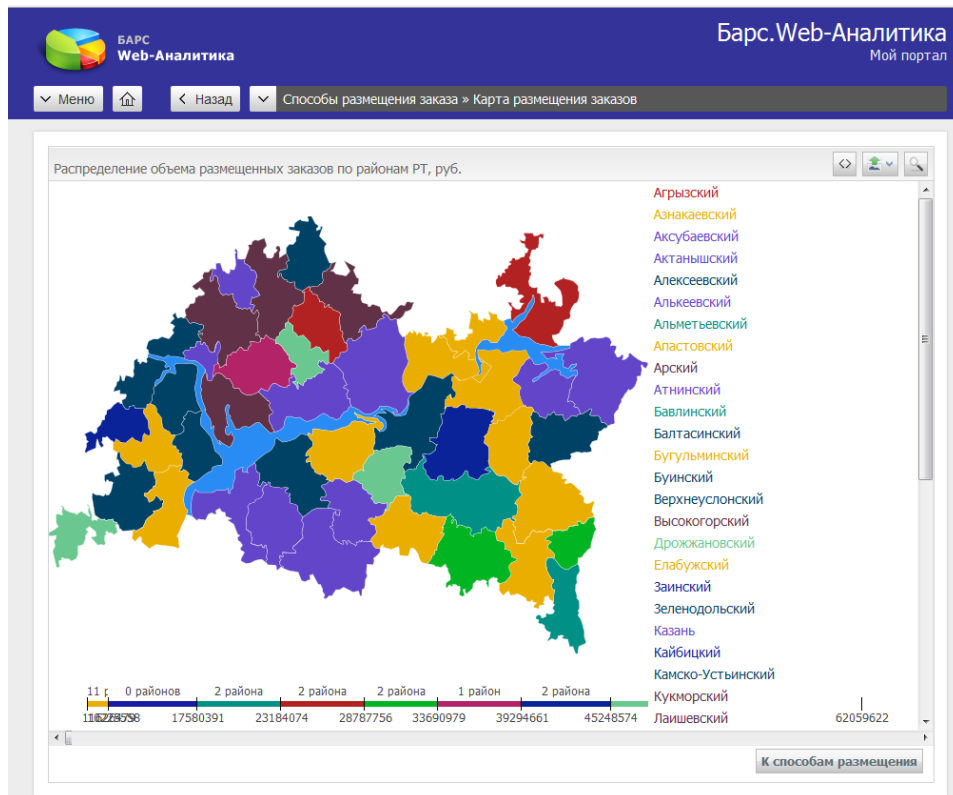 Барс.Web-Аналитика
Мой портал
БАРС
Web-Аналитика
Меню
Назад
Способы размещения заказа » Карта размещения заказов
Распределение объема размещенных заказов по районам РТ, руб.
Агрызский
Азнакаевский
Аксубаевский
Актанышский
Алексеевский
Алькеевский
Альметьевский
Апастовский
Арский
Атнинский
Бавлинский
Балтасинский
Бугульминский
Буинский
Верхнеуслонский
Высокогорский
Дрожжановский
Елабужский
Заинский
Зеленодольский
Казань
Кайбицкий
Камско-Устьинский
Кукморский
Лаишевский
11 г 0 районов 2 района 2 района 2 района 1 район 2 района
17580391 23184074 28787756 33690979 39294661 45248574 62059622
К способам размещения